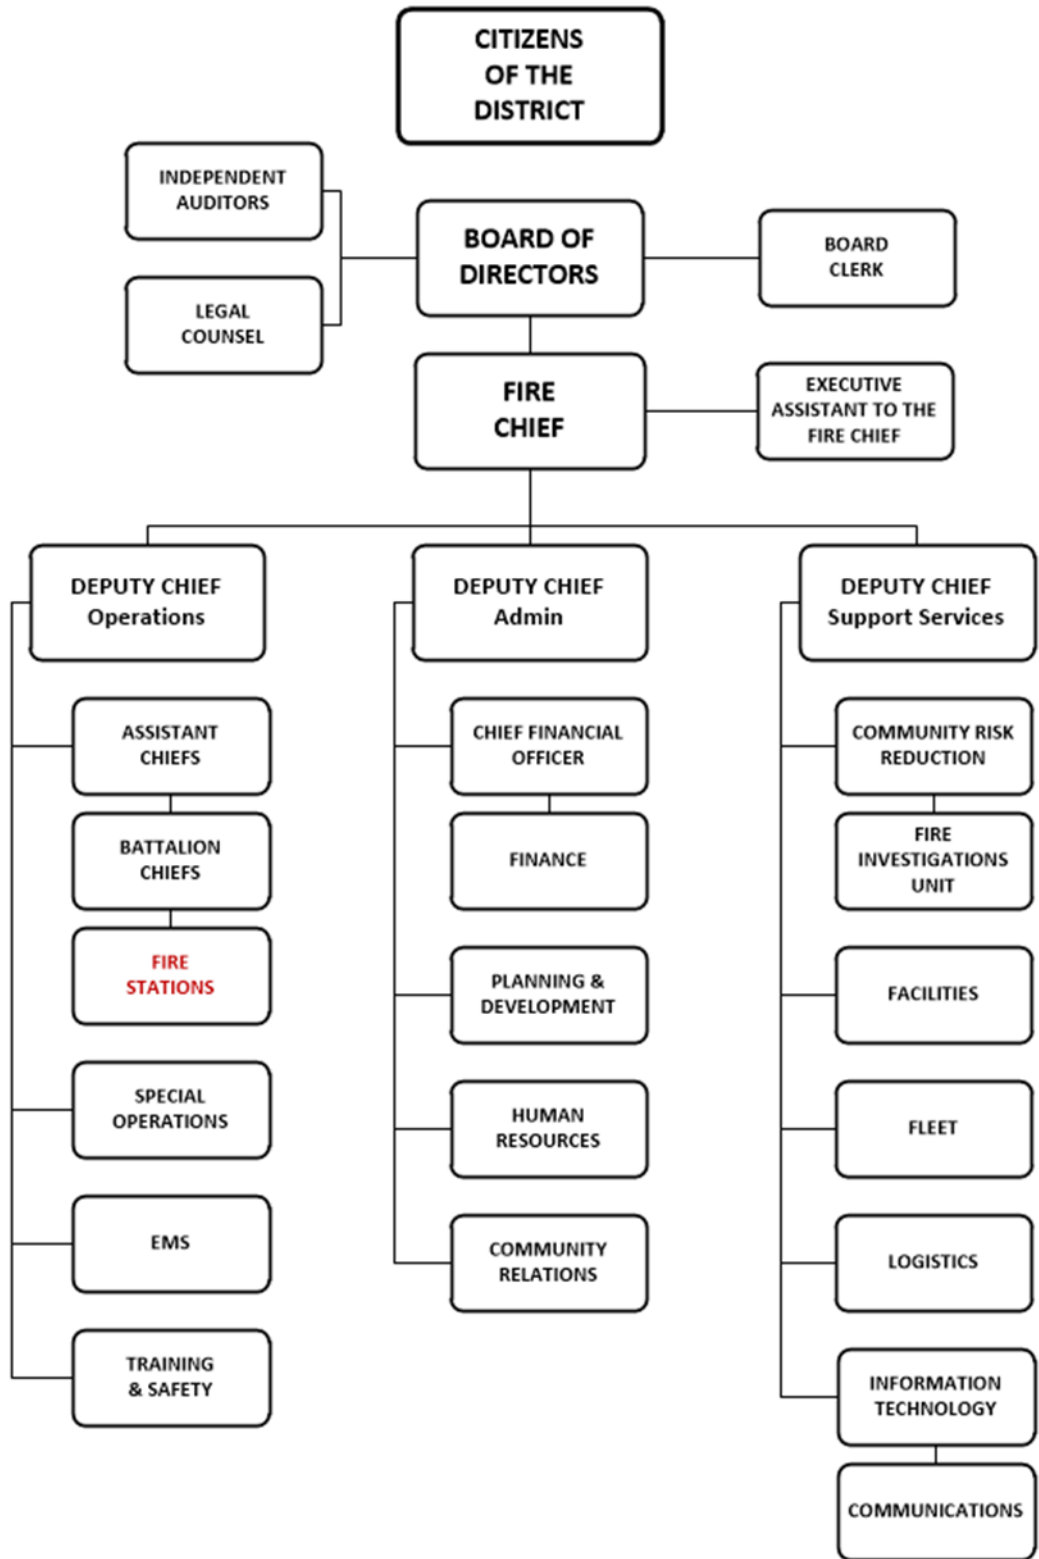 CITIZENS
OF THE
DISTRICT
INDEPENDENT
AUDITORS
BOARD OF
DIRECTORS
BOARD
CLERK
LEGAL
COUNSEL
FIRE
CHIEF
EXECUTIVE
ASSISTANT TO THE
FIRE CHIEF
DEPUTY CHIEF
Operations
ASSISTANT
CHIEFS
BATTALION
CHIEFS
FIRE
STATIONS
SPECIAL
OPERATIONS
EMS
TRAINING
& SAFETY
DEPUTY CHIEF
Admin
CHIEF FINANCIAL
OFFICER
FINANCE
PLANNING &
DEVELOPMENT
HUMAN
RESOURCES
COMMUNITY
RELATIONS
DEPUTY CHIEF
Support Services
COMMUNITY RISK
REDUCTION
FIRE
INVESTIGATIONS
UNIT
FACILITIES
FLEET
LOGISTICS
INFORMATION
TECHNOLOGY
COMMUNICATIONS